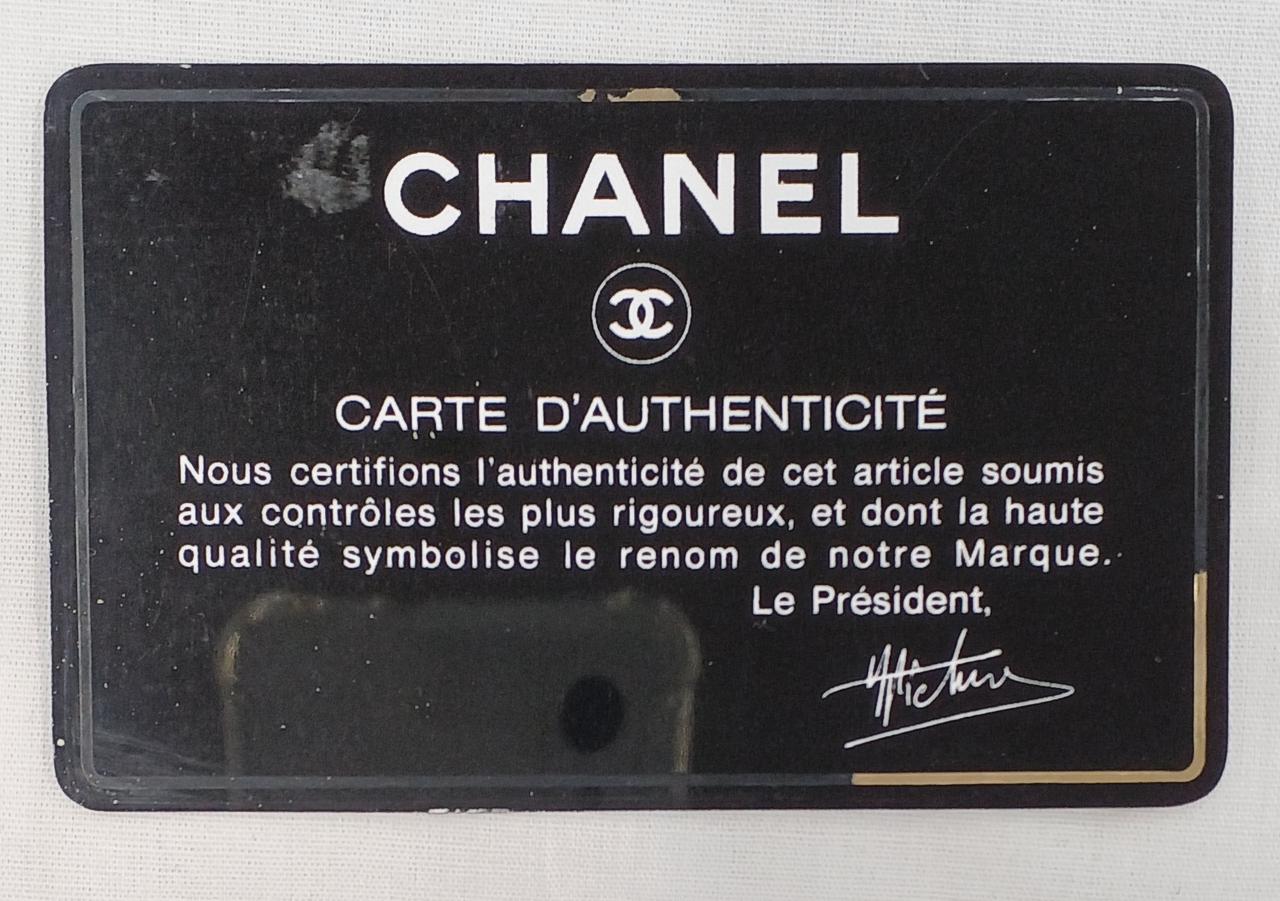 CHANEL
CARTE D'AUTHENTICITÉ
Nous certifions l'authenticité de cet article soumis
aux contrôles les plus rigoureux, et dont la haute
qualité symbolise le renom de notre Marque.
Le Président,